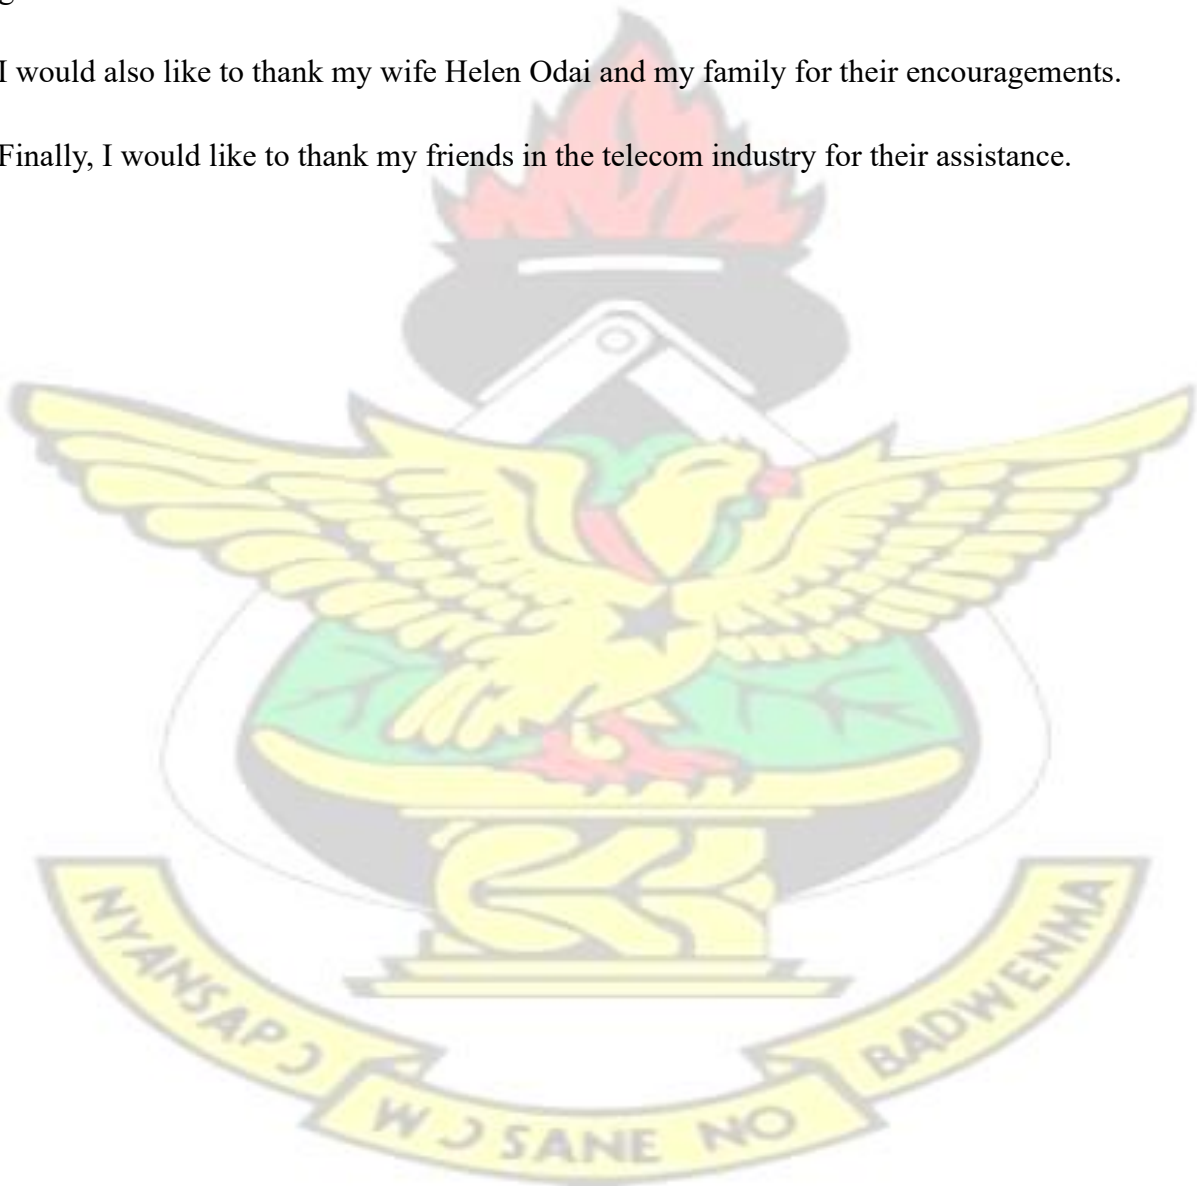 I would also like to thank my wife Helen Odai and my family for their encouragements.
Finally, I would like to thank my friends in the telecom industry for their assistance.
NYANSAPƆ
WƆSANE NO
BADWENMA